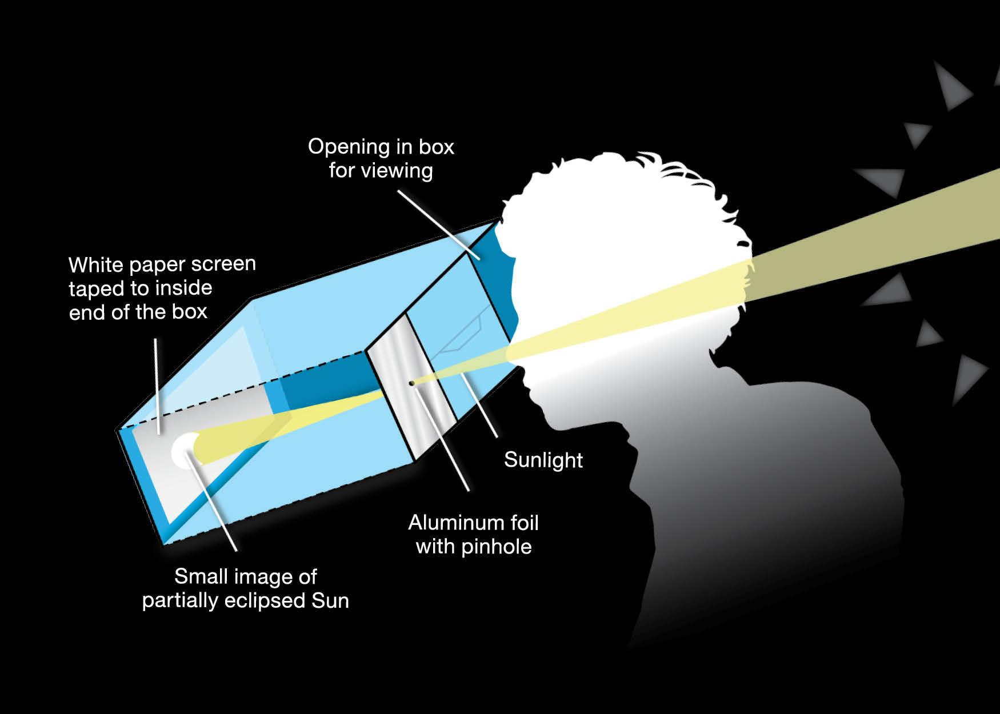 Opening in box
for viewing
White paper screen
taped to inside
end of the box
Sunlight
Aluminum foil
with pinhole
Small image of
partially eclipsed Sun